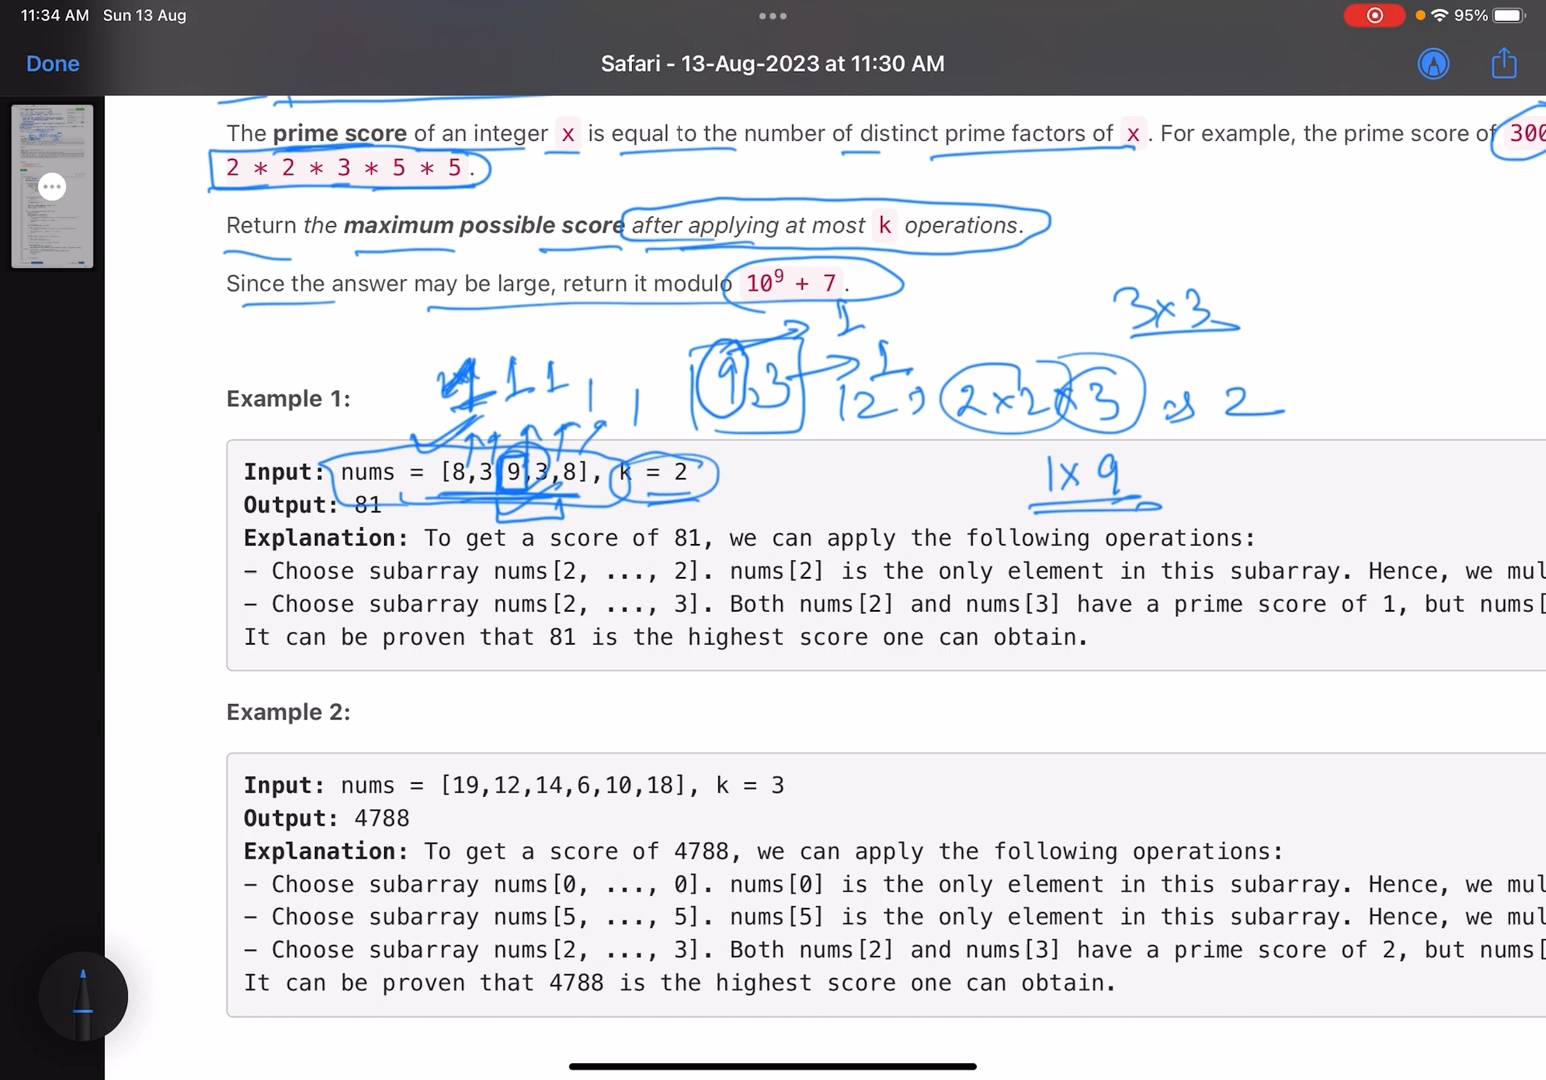 11:34 AM Sun 13 Aug
95%
Done
Safari - 13-Aug-2023 at 11:30 AM
The prime score of an integer x is equal to the number of distinct prime factors of x. For example, the prime score of 300
2 * 2 * 3 * 5 * 5.
Return the maximum possible score after applying at most k operations.
Since the answer may be large, return it modulo 10⁹ + 7.
3x3
1
1 1 1 1
9,3
1
12, 2x2x3 2
Example 1:
Input: nums = [8,3,9,3,8], k = 2
1x9
Output: 81
Explanation: To get a score of 81, we can apply the following operations:
- Choose subarray nums[2, ..., 2]. nums[2] is the only element in this subarray. Hence, we mul
- Choose subarray nums[2, ..., 3]. Both nums[2] and nums[3] have a prime score of 1, but nums[
It can be proven that 81 is the highest score one can obtain.
Example 2:
Input: nums = [19,12,14,6,10,18], k = 3
Output: 4788
Explanation: To get a score of 4788, we can apply the following operations:
- Choose subarray nums[0, ..., 0]. nums[0] is the only element in this subarray. Hence, we mul
- Choose subarray nums[5, ..., 5]. nums[5] is the only element in this subarray. Hence, we mul
- Choose subarray nums[2, ..., 3]. Both nums[2] and nums[3] have a prime score of 2, but nums[
It can be proven that 4788 is the highest score one can obtain.